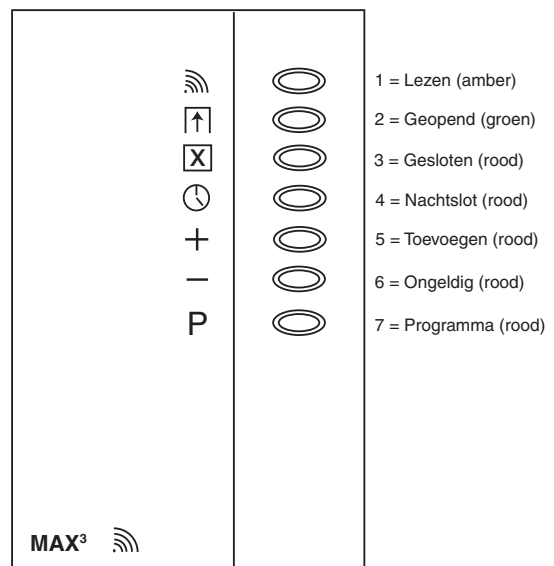 1 = Lezen (amber)
2 = Geopend (groen)
X 3 = Gesloten (rood)
4 = Nachtslot (rood)
+ 5 = Toevoegen (rood)
− 6 = Ongeldig (rood)
P 7 = Programma (rood)
MAX³